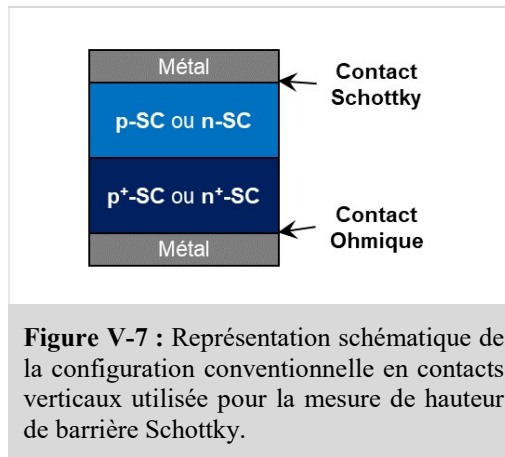 Métal
Contact
Schottky
p-SC ou n-SC
p⁺-SC ou n⁺-SC
Contact
Ohmique
Métal
Figure V-7 : Représentation schématique de
la configuration conventionnelle en contacts
verticaux utilisée pour la mesure de hauteur
de barrière Schottky.